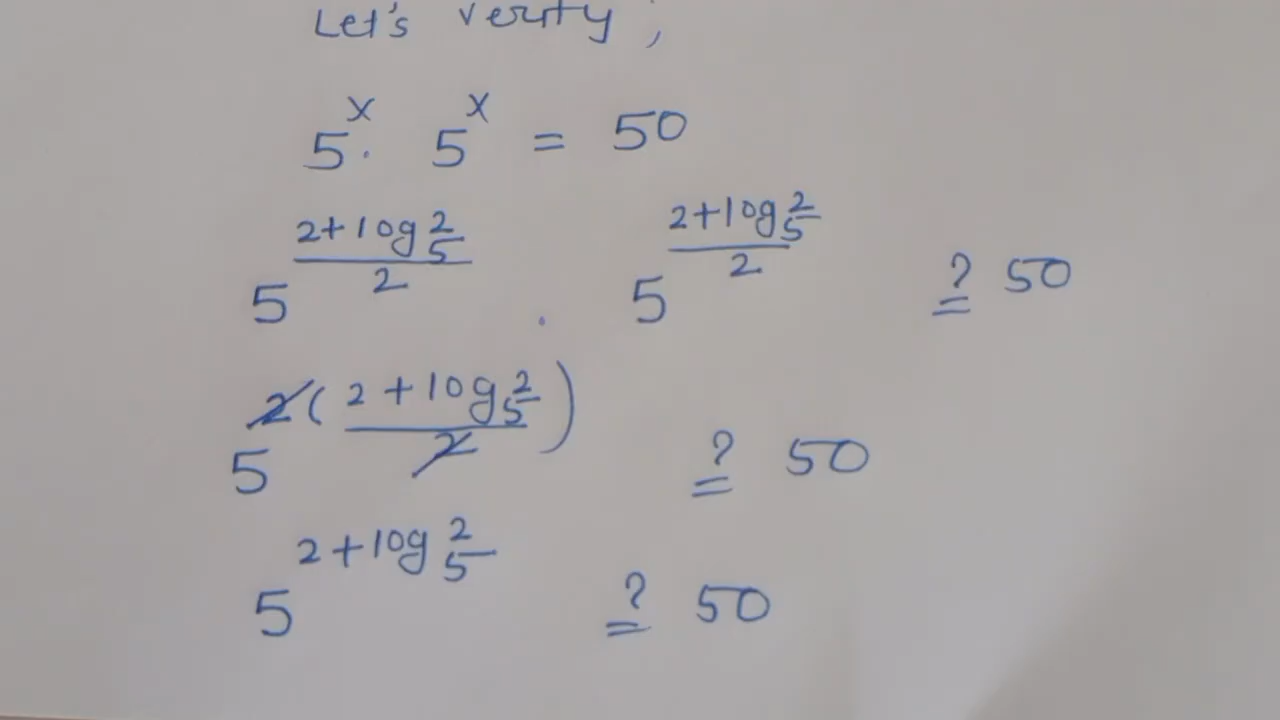 Let's verify,
5^x · 5^x = 50
5^((2+log_5 2)/2) · 5^((2+log_5 2)/2) ?= 50
5^(2((2+log_5 2)/2)) ?= 50
5^(2+log_5 2) ?= 50